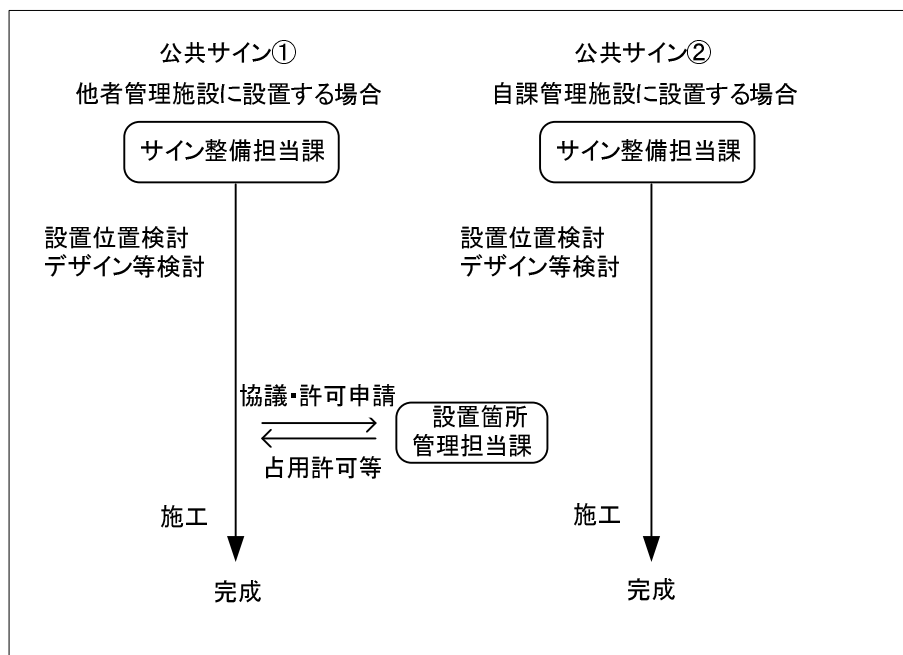 公共サイン①
他者管理施設に設置する場合
サイン整備担当課
設置位置検討
デザイン等検討
協議・許可申請
設置箇所
管理担当課
占用許可等
施工
完成
公共サイン②
自課管理施設に設置する場合
サイン整備担当課
設置位置検討
デザイン等検討
施工
完成